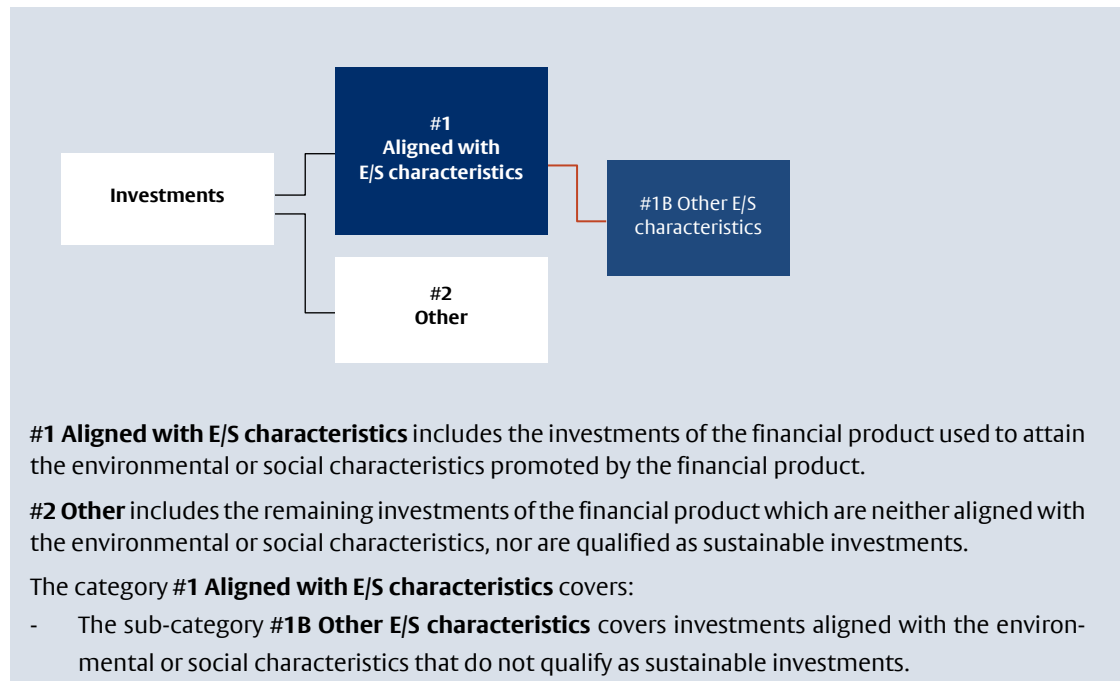 #1
Aligned with
E/S characteristics
Investments
#1B Other E/S
characteristics
#2
Other
#1 Aligned with E/S characteristics includes the investments of the financial product used to attain
the environmental or social characteristics promoted by the financial product.
#2 Other includes the remaining investments of the financial product which are neither aligned with
the environmental or social characteristics, nor are qualified as sustainable investments.
The category #1 Aligned with E/S characteristics covers:
- The sub-category #1B Other E/S characteristics covers investments aligned with the environ-
mental or social characteristics that do not qualify as sustainable investments.